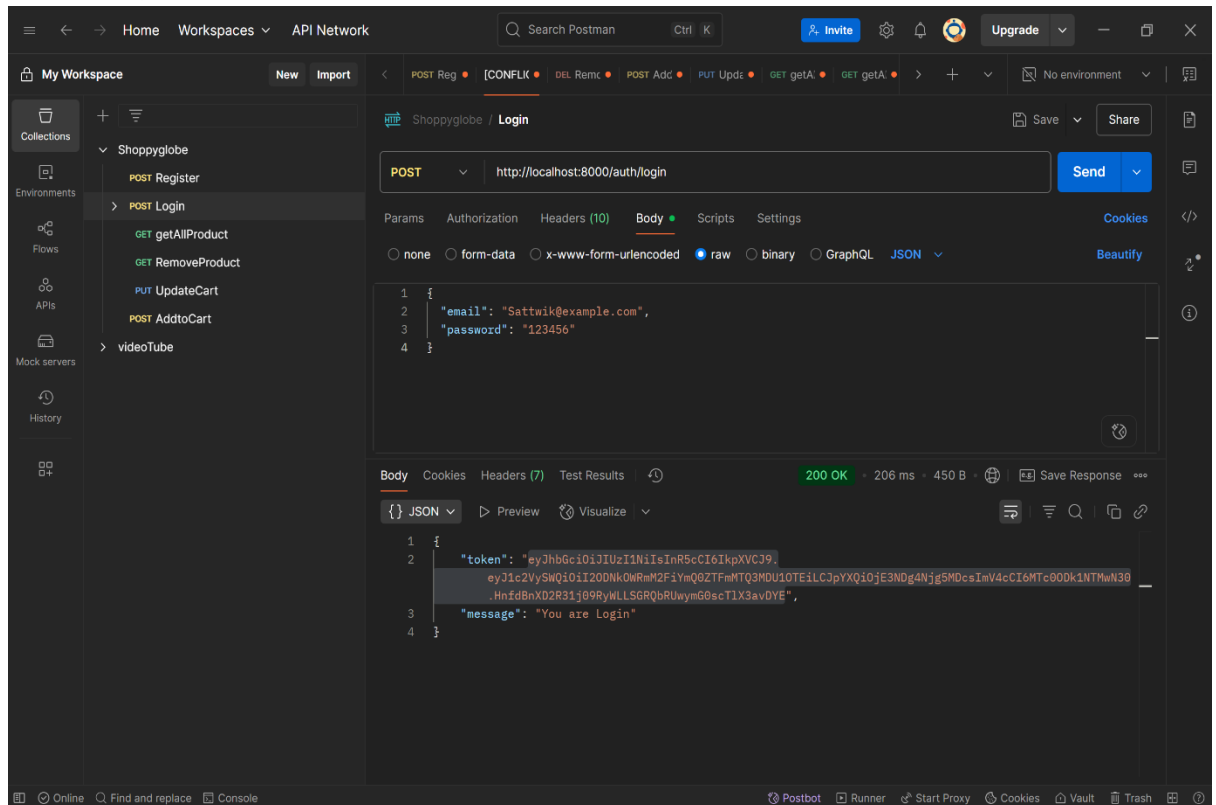 Home Workspaces API Network Search Postman Ctrl K Invite Upgrade
My Workspace New Import POST Reg [CONFLIC DEL Remc POST Add PUT Upda GET getA GET getA No environment
Collections
Environments
Flows
APIs
Mock servers
History
Shoppyglobe
POST Register
POST Login
GET getAllProduct
GET RemoveProduct
PUT UpdateCart
POST AddtoCart
videoTube
HTTP Shoppyglobe / Login Save Share
POST http://localhost:8000/auth/login Send
Params Authorization Headers (10) Body Scripts Settings Cookies
none form-data x-www-form-urlencoded raw binary GraphQL JSON Beautify
1 {
2 "email": "Sattwik@example.com",
3 "password": "123456"
4 }
Body Cookies Headers (7) Test Results 200 OK 206 ms 450 B e.g. Save Response
{} JSON Preview Visualize
1 {
2 "token": "eyJhbGciOiJIUzI1NiIsInR5cCI6IkpXVCJ9.
eyJ1c2VySWQiOiI2ODNkOWRmM2FiYmQ0ZTFmMTQ3MDU1OTEiLCJpYXQiOjE3NDg4Njg5MDcsImV4cCI6MTc0ODk1NTMwN30
.HnfdBnXD2R31j09RyWLLSGRQbRUwymG0scTlX3avDYE",
3 "message": "You are Login"
4 }
Online Find and replace Console Postbot Runner Start Proxy Cookies Vault Trash